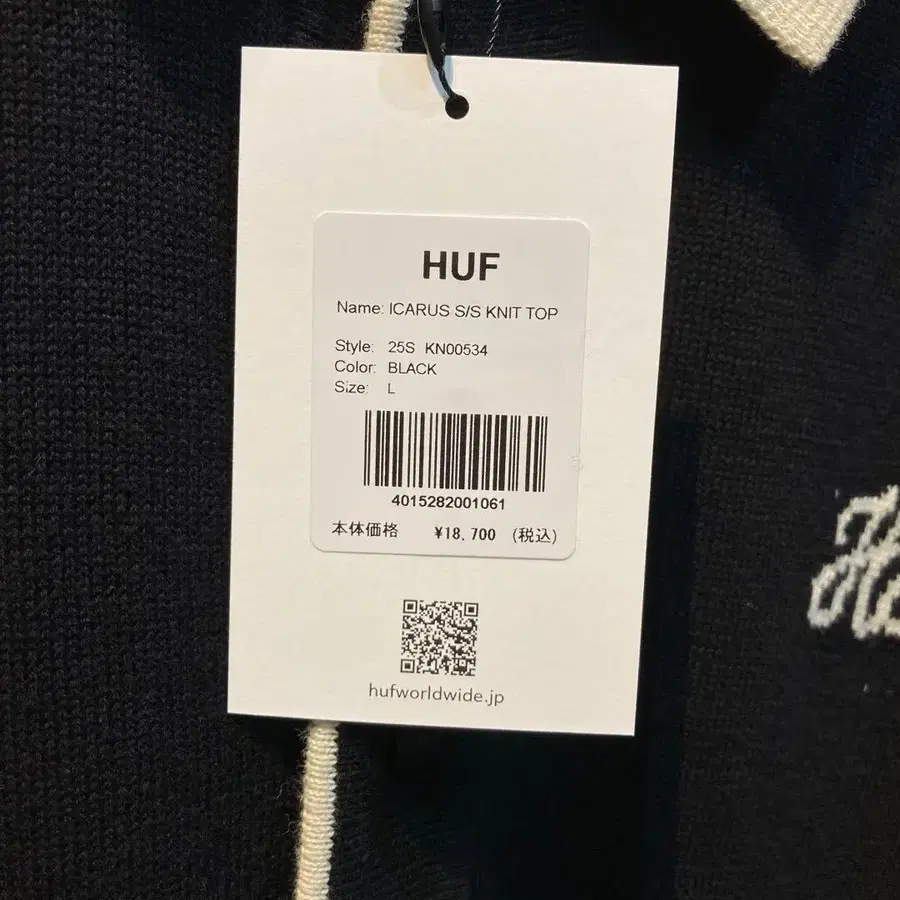 HUF
Name: ICARUS S/S KNIT TOP
Style: 25S KN00534
Color: BLACK
Size: L
4015282001061
本体価格 ¥18,700 (税込)
hufworldwide.jp